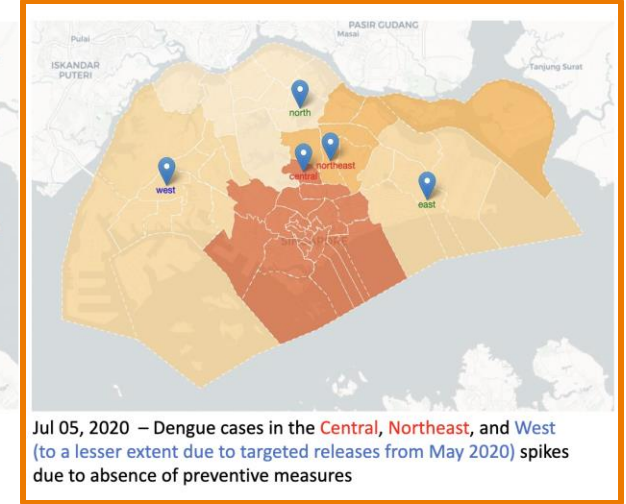 PASIR GUDANG
Pulai
Masai
ISKANDAR
PUTERI
Tanjung Surat
north
northeast
central
west
east
SINGAPORE
Jul 05, 2020 – Dengue cases in the Central, Northeast, and West
(to a lesser extent due to targeted releases from May 2020) spikes
due to absence of preventive measures